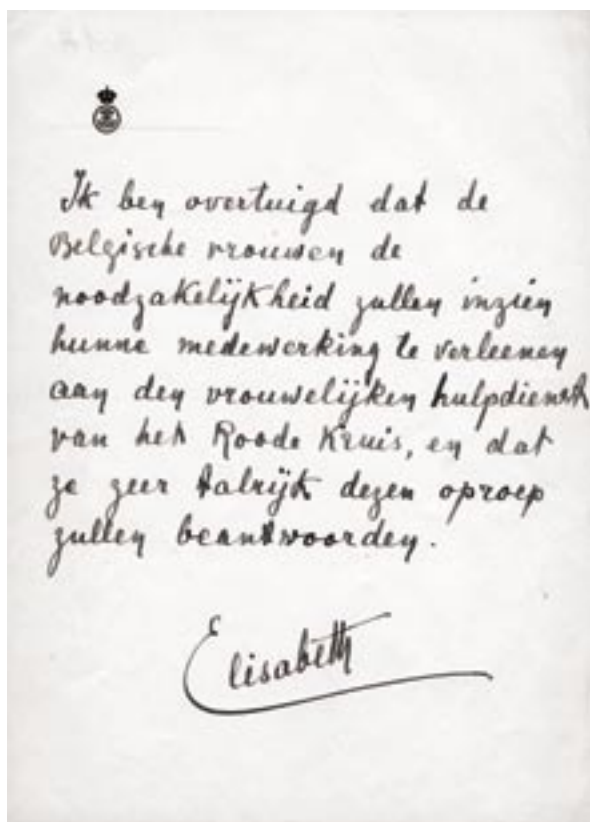 Ik ben overtuigd dat de
Belgische vrouwen de
noodzakelijkheid zullen inzien
hunne medewerking te verleenen
aan den vrouwelijken hulpdienst
van het Roode Kruis, en dat
ze zeer talrijk dezen oproep
zullen beantwoorden.
Elisabeth